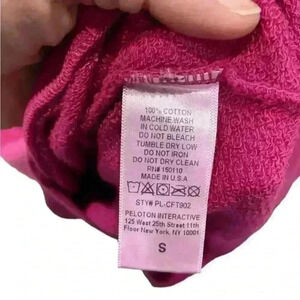 100% COTTON
MACHINE WASH
IN COLD WATER
DO NOT BLEACH
TUMBLE DRY LOW
DO NOT IRON
DO NOT DRY CLEAN
RN# 150110
MADE IN U.S.A
STY# PL-CFT902
PELOTON INTERACTIVE
125 West 25th Street 11th
Floor New York, NY 10001
S